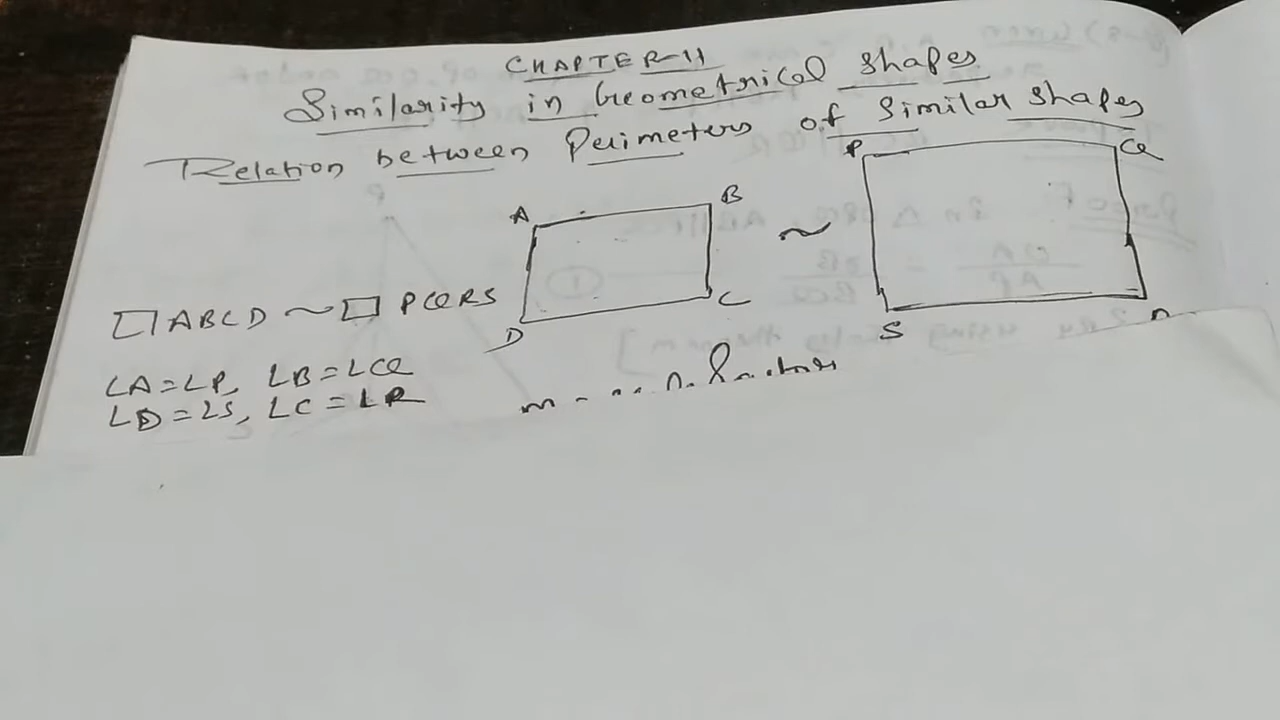 CHAPTER-11
Similarity in Geometrical shapes
Relation between Perimeters of Similar shapes
A B
P Q
□ABCD ~ □ PQRS
~
D C
S
∠A=∠P, ∠B=∠Q
∠D=∠S, ∠C=∠R